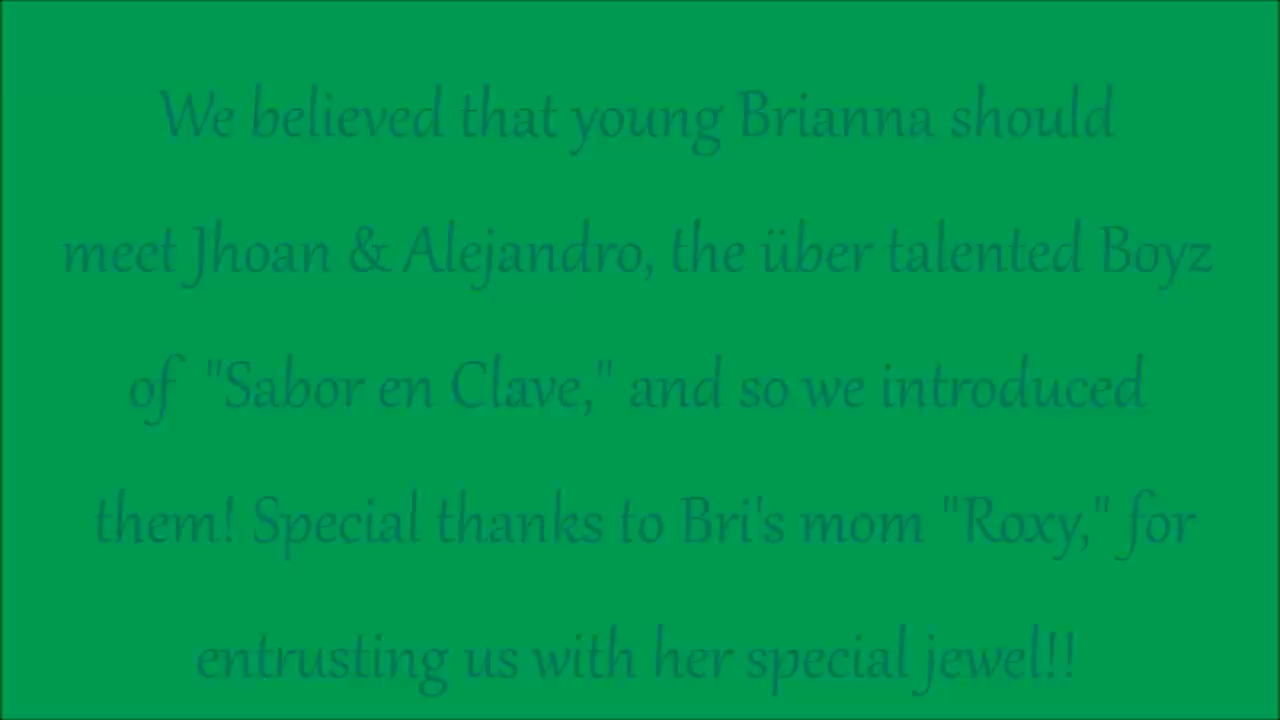 We believed that young Brianna should
meet Jhoan & Alejandro, the über talented Boyz
of "Sabor en Clave," and so we introduced
them! Special thanks to Bri's mom "Roxy," for
entrusting us with her special jewel!!